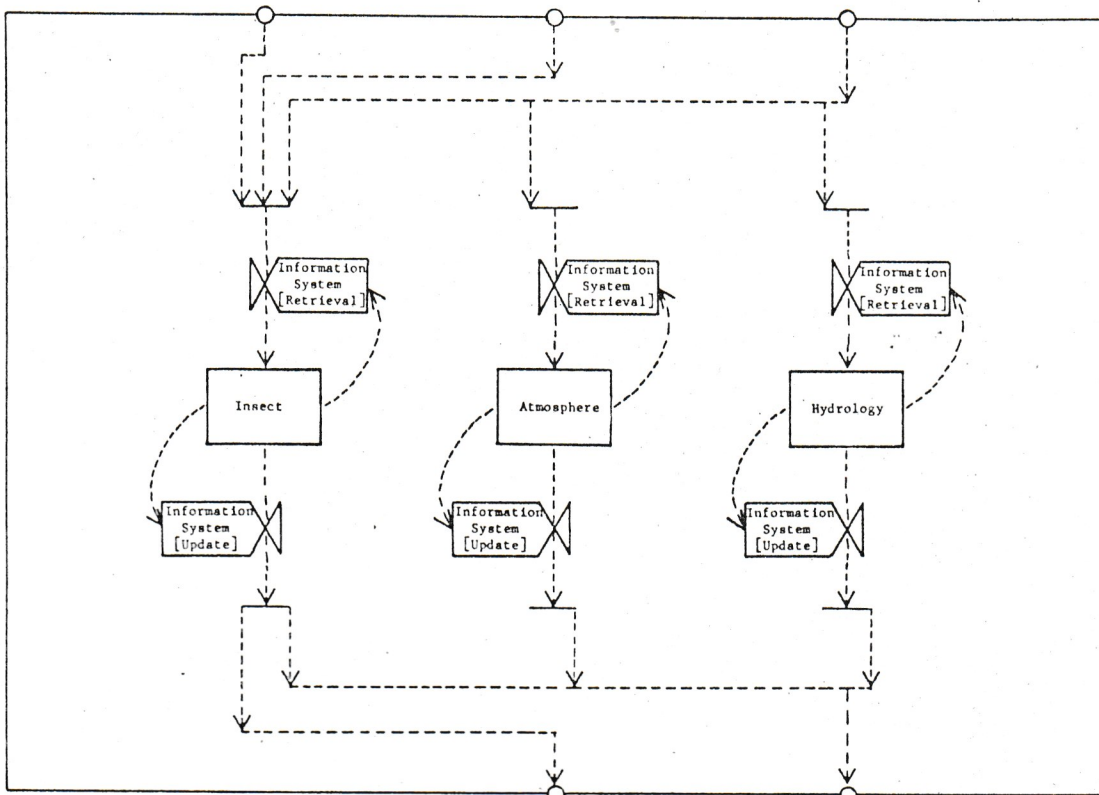 Information
System
[Retrieval]
Information
System
[Retrieval]
Information
System
[Retrieval]
Insect
Atmosphere
Hydrology
Information
System
[Update]
Information
System
[Update]
Information
System
[Update]